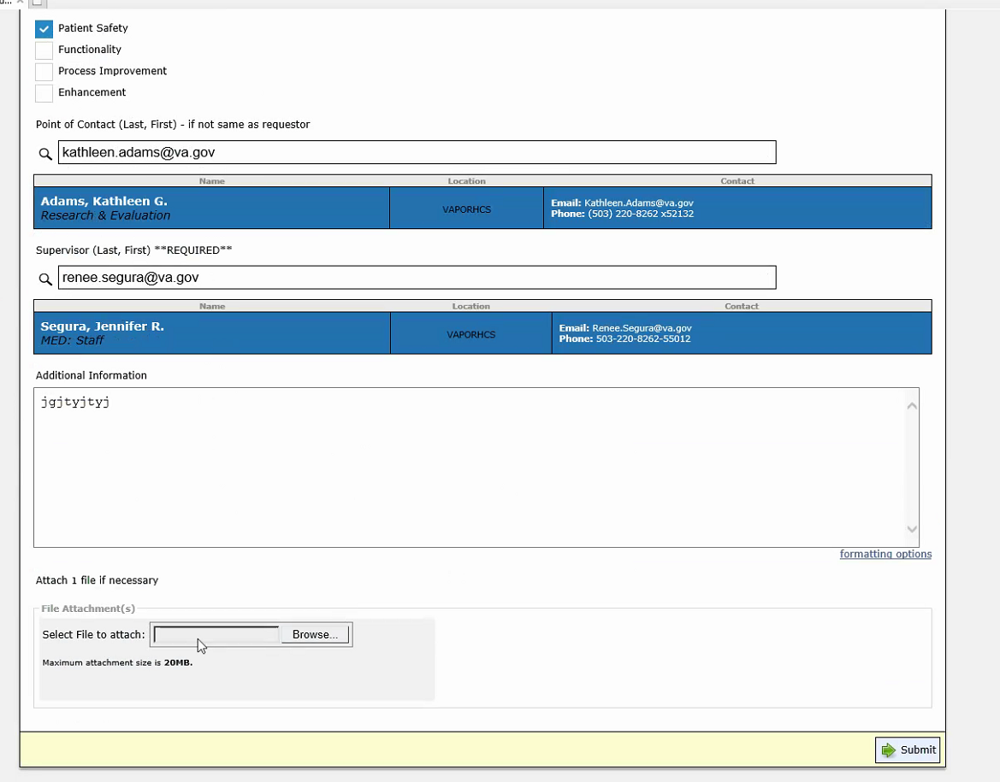 Patient Safety
Functionality
Process Improvement
Enhancement
Point of Contact (Last, First) - if not same as requestor
kathleen.adams@va.gov
Name Location Contact
Adams, Kathleen G.
Research & Evaluation
VAPORHCS
Email: Kathleen.Adams@va.gov
Phone: (503) 220-8262 x52132
Supervisor (Last, First) **REQUIRED**
renee.segura@va.gov
Name Location Contact
Segura, Jennifer R.
MED: Staff
VAPORHCS
Email: Renee.Segura@va.gov
Phone: 503-220-8262-55012
Additional Information
jgjtyjtyj
formatting options
Attach 1 file if necessary
File Attachment(s)
Select File to attach: Browse...
Maximum attachment size is 20MB.
Submit